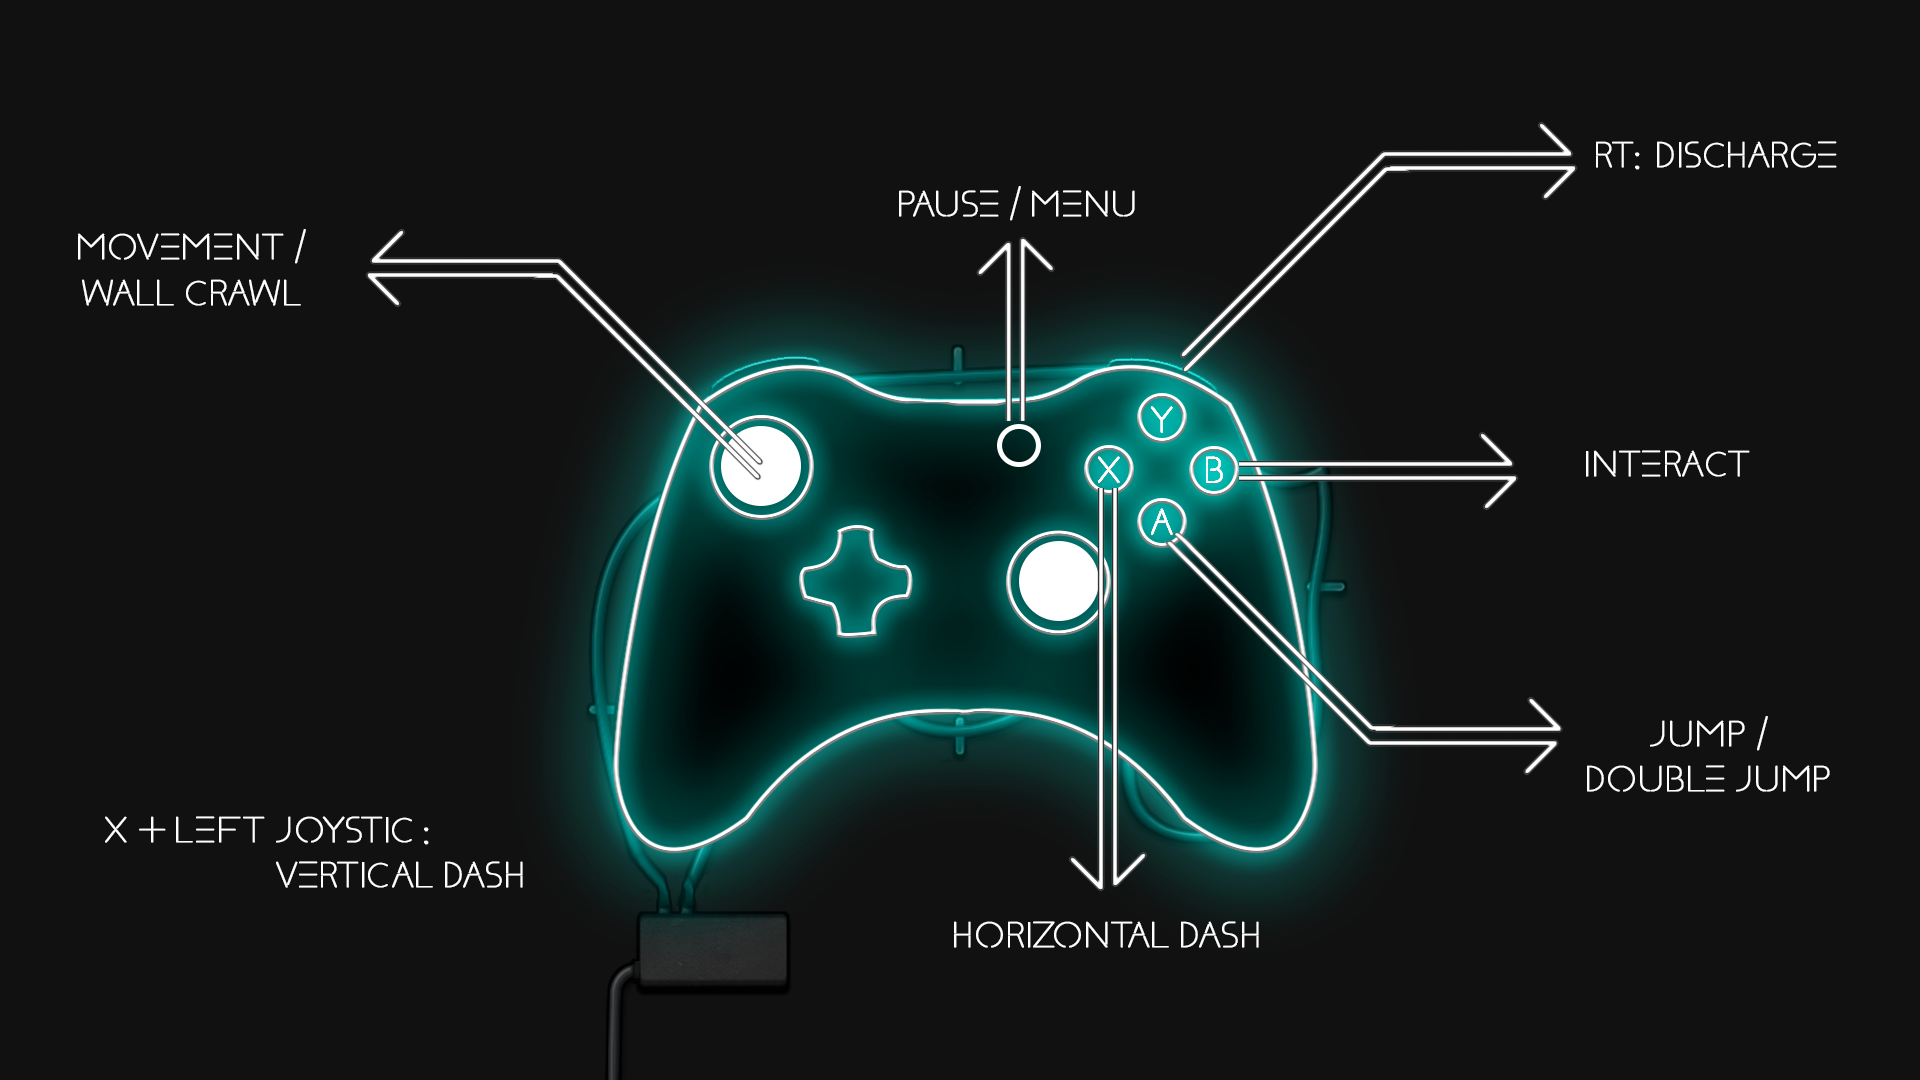 RT: DISCHARGE
PAUSE / MENU
MOVEMENT /
WALL CRAWL
Y
X
B
INTERACT
A
JUMP /
DOUBLE JUMP
X + LEFT JOYSTIC :
VERTICAL DASH
HORIZONTAL DASH